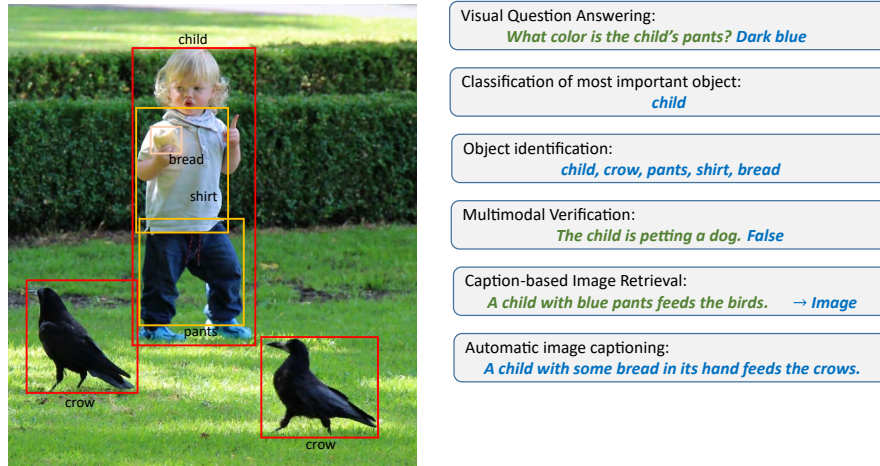 child
bread
shirt
pants
crow
crow
Visual Question Answering:
What color is the child's pants? Dark blue
Classification of most important object:
child
Object identification:
child, crow, pants, shirt, bread
Multimodal Verification:
The child is petting a dog. False
Caption-based Image Retrieval:
A child with blue pants feeds the birds. → Image
Automatic image captioning:
A child with some bread in its hand feeds the crows.